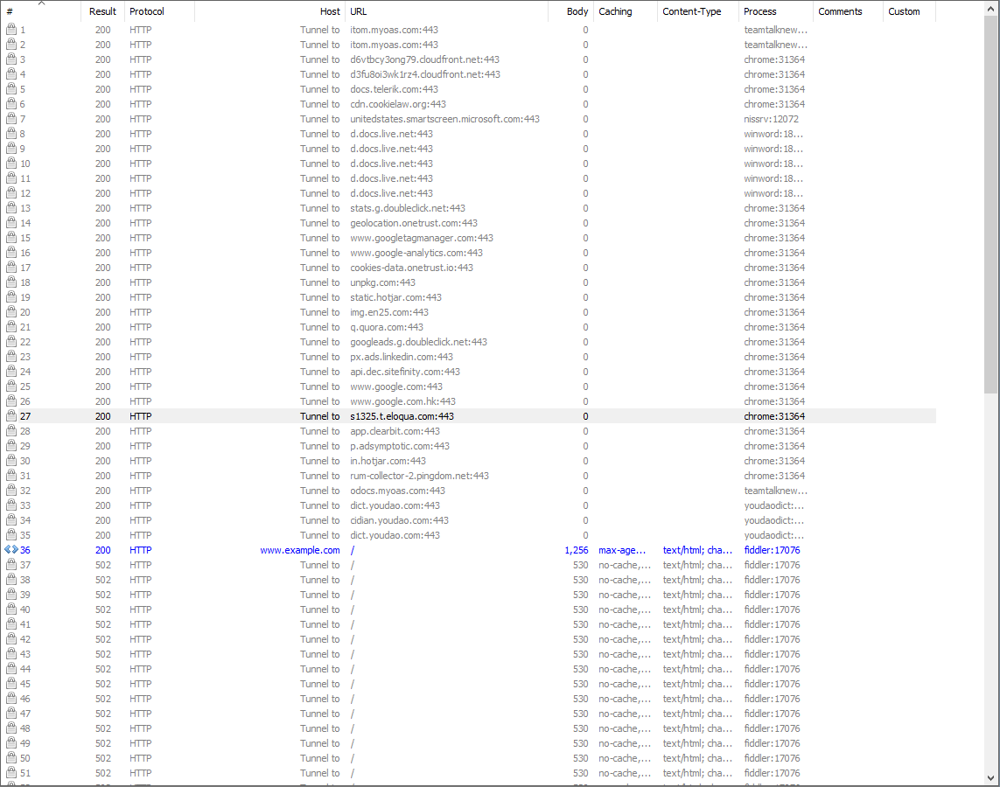 # Result Protocol Host URL Body Caching Content-Type Process Comments Custom
1 200 HTTP Tunnel to itom.myoas.com:443 0 teamtalknew...
2 200 HTTP Tunnel to itom.myoas.com:443 0 teamtalknew...
3 200 HTTP Tunnel to d6vtbcy3ong79.cloudfront.net:443 0 chrome:31364
4 200 HTTP Tunnel to d3fu8oi3wk1rz4.cloudfront.net:443 0 chrome:31364
5 200 HTTP Tunnel to docs.telerik.com:443 0 chrome:31364
6 200 HTTP Tunnel to cdn.cookielaw.org:443 0 chrome:31364
7 200 HTTP Tunnel to unitedstates.smartscreen.microsoft.com:443 0 nissrv:12072
8 200 HTTP Tunnel to d.docs.live.net:443 0 winword:18...
9 200 HTTP Tunnel to d.docs.live.net:443 0 winword:18...
10 200 HTTP Tunnel to d.docs.live.net:443 0 winword:18...
11 200 HTTP Tunnel to d.docs.live.net:443 0 winword:18...
12 200 HTTP Tunnel to d.docs.live.net:443 0 winword:18...
13 200 HTTP Tunnel to stats.g.doubleclick.net:443 0 chrome:31364
14 200 HTTP Tunnel to geolocation.onetrust.com:443 0 chrome:31364
15 200 HTTP Tunnel to www.googletagmanager.com:443 0 chrome:31364
16 200 HTTP Tunnel to www.google-analytics.com:443 0 chrome:31364
17 200 HTTP Tunnel to cookies-data.onetrust.io:443 0 chrome:31364
18 200 HTTP Tunnel to unpkg.com:443 0 chrome:31364
19 200 HTTP Tunnel to static.hotjar.com:443 0 chrome:31364
20 200 HTTP Tunnel to img.en25.com:443 0 chrome:31364
21 200 HTTP Tunnel to q.quora.com:443 0 chrome:31364
22 200 HTTP Tunnel to googleads.g.doubleclick.net:443 0 chrome:31364
23 200 HTTP Tunnel to px.ads.linkedin.com:443 0 chrome:31364
24 200 HTTP Tunnel to api.dec.sitefinity.com:443 0 chrome:31364
25 200 HTTP Tunnel to www.google.com:443 0 chrome:31364
26 200 HTTP Tunnel to www.google.com.hk:443 0 chrome:31364
27 200 HTTP Tunnel to s1325.t.eloqua.com:443 0 chrome:31364
28 200 HTTP Tunnel to app.clearbit.com:443 0 chrome:31364
29 200 HTTP Tunnel to p.adsymptotic.com:443 0 chrome:31364
30 200 HTTP Tunnel to in.hotjar.com:443 0 chrome:31364
31 200 HTTP Tunnel to rum-collector-2.pingdom.net:443 0 chrome:31364
32 200 HTTP Tunnel to odocs.myoas.com:443 0 teamtalknew...
33 200 HTTP Tunnel to dict.youdao.com:443 0 youdaodict:...
34 200 HTTP Tunnel to cidian.youdao.com:443 0 youdaodict:...
35 200 HTTP Tunnel to dict.youdao.com:443 0 youdaodict:...
36 200 HTTP www.example.com / 1,256 max-age... text/html; cha... fiddler:17076
37 502 HTTP Tunnel to / 530 no-cache,... text/html; cha... fiddler:17076
38 502 HTTP Tunnel to / 530 no-cache,... text/html; cha... fiddler:17076
39 502 HTTP Tunnel to / 530 no-cache,... text/html; cha... fiddler:17076
40 502 HTTP Tunnel to / 530 no-cache,... text/html; cha... fiddler:17076
41 502 HTTP Tunnel to / 530 no-cache,... text/html; cha... fiddler:17076
42 502 HTTP Tunnel to / 530 no-cache,... text/html; cha... fiddler:17076
43 502 HTTP Tunnel to / 530 no-cache,... text/html; cha... fiddler:17076
44 502 HTTP Tunnel to / 530 no-cache,... text/html; cha... fiddler:17076
45 502 HTTP Tunnel to / 530 no-cache,... text/html; cha... fiddler:17076
46 502 HTTP Tunnel to / 530 no-cache,... text/html; cha... fiddler:17076
47 502 HTTP Tunnel to / 530 no-cache,... text/html; cha... fiddler:17076
48 502 HTTP Tunnel to / 530 no-cache,... text/html; cha... fiddler:17076
49 502 HTTP Tunnel to / 530 no-cache,... text/html; cha... fiddler:17076
50 502 HTTP Tunnel to / 530 no-cache,... text/html; cha... fiddler:17076
51 502 HTTP Tunnel to / 530 no-cache,... text/html; cha... fiddler:17076